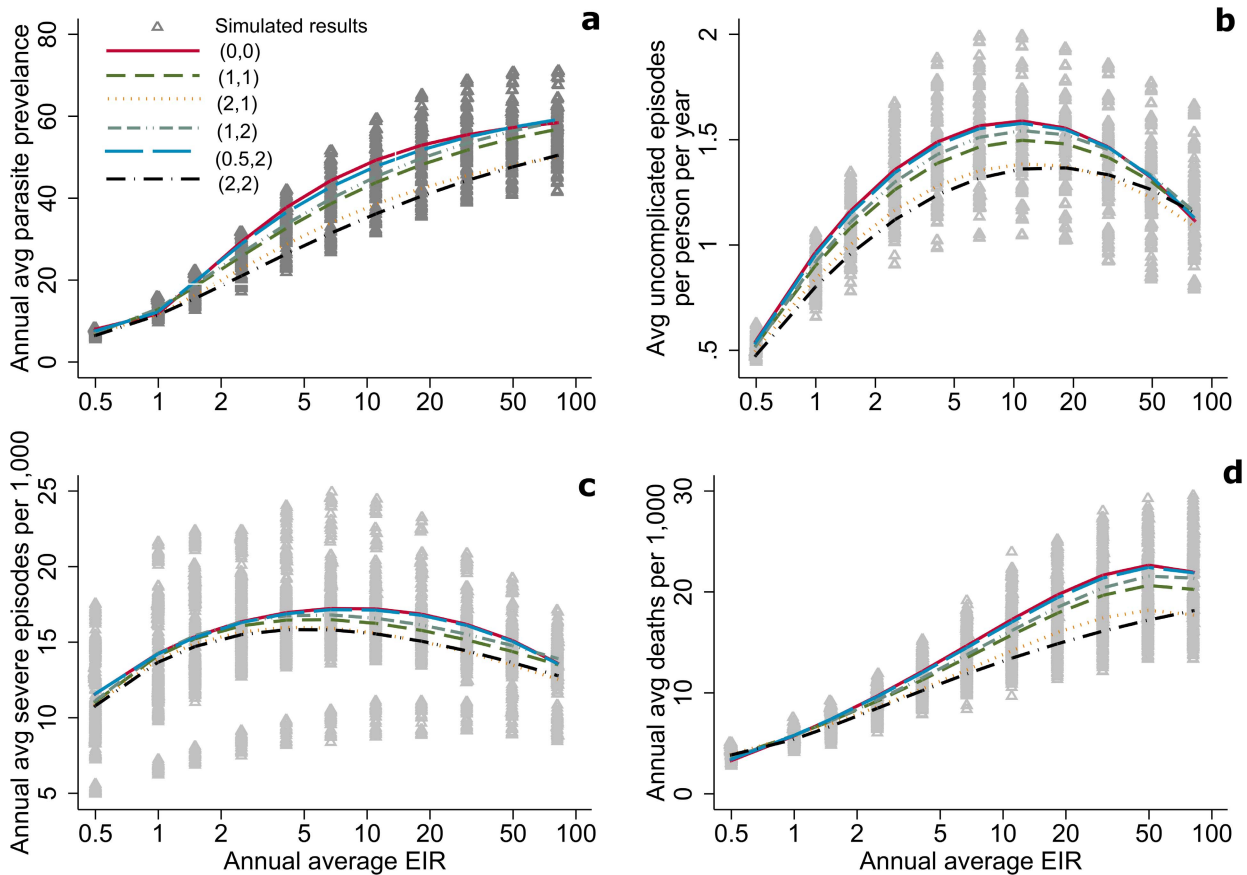 a
Simulated results
(0,0)
(1,1)
(2,1)
(1,2)
(0.5,2)
(2,2)
Annual avg parasite prevelance
80
60
40
20
0
0.5 1 2 5 10 20 50 100
b
Avg uncomplicated episodes
per person per year
2
1.5
1
.5
0.5 1 2 5 10 20 50 100
c
Annual avg severe episodes per 1,000
25
20
15
10
5
0.5 1 2 5 10 20 50 100
Annual average EIR
d
Annual avg deaths per 1,000
30
20
10
0
0.5 1 2 5 10 20 50 100
Annual average EIR